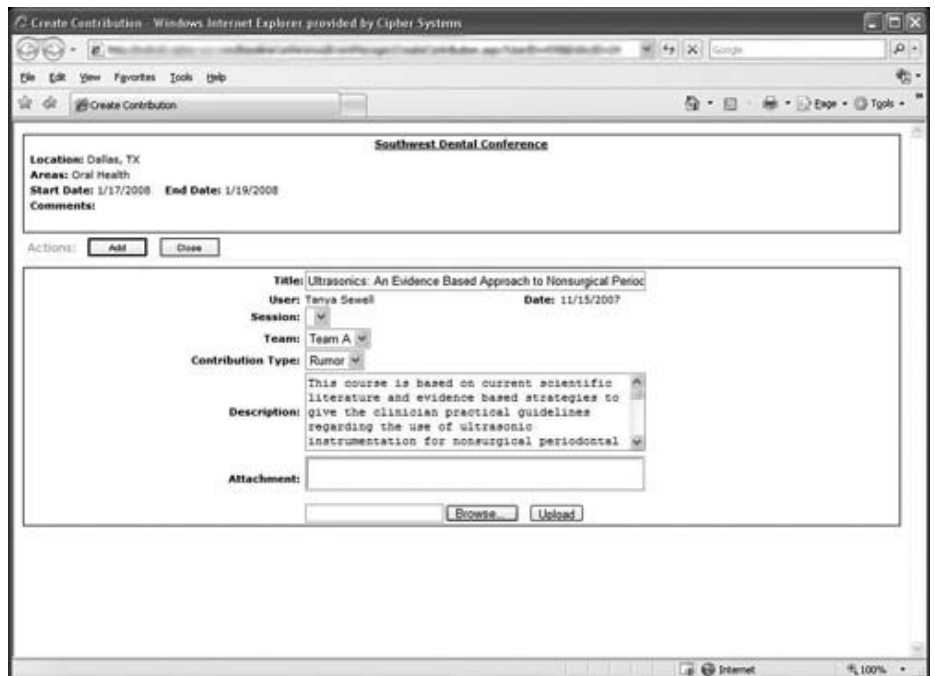 Create Contribution - Windows Internet Explorer provided by Cipher Systems
Google
File Edit View Favorites Tools Help
Create Contribution
Page Tools
Southwest Dental Conference
Location: Dallas, TX
Areas: Oral Health
Start Date: 1/17/2008 End Date: 1/19/2008
Comments:
Actions: Add Close
Title: Ultrasonics: An Evidence Based Approach to Nonsurgical Perioc
User: Tanya Sewell Date: 11/15/2007
Session:
Team: Team A
Contribution Type: Rumor
Description: This course is based on current scientific
literature and evidence based strategies to
give the clinician practical guidelines
regarding the use of ultrasonic
instrumentation for nonsurgical periodontal
Attachment:
Browse... Upload
Internet 100%